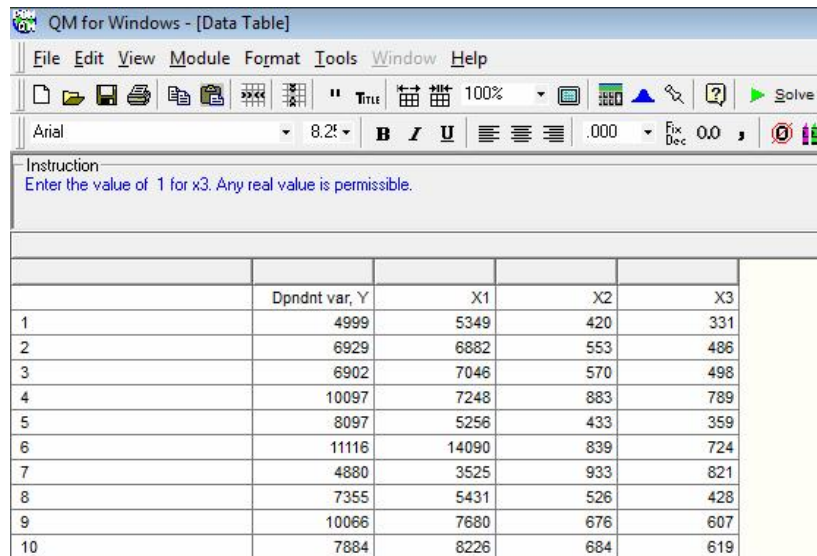 QM for Windows - [Data Table]
File Edit View Module Format Tools Window Help
" TITLE 100% Solve
Arial 8.2 B I U .000 Fix Dec 0.0 ,
Instruction
Enter the value of 1 for x3. Any real value is permissible.
Dpndnt var, Y X1 X2 X3
1 4999 5349 420 331
2 6929 6882 553 486
3 6902 7046 570 498
4 10097 7248 883 789
5 8097 5256 433 359
6 11116 14090 839 724
7 4880 3525 933 821
8 7355 5431 526 428
9 10066 7680 676 607
10 7884 8226 684 619